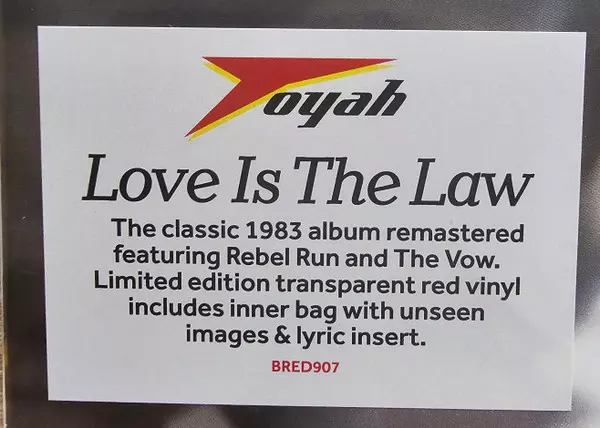 Toyah
Love Is The Law
The classic 1983 album remastered
featuring Rebel Run and The Vow.
Limited edition transparent red vinyl
includes inner bag with unseen
images & lyric insert.
BRED907